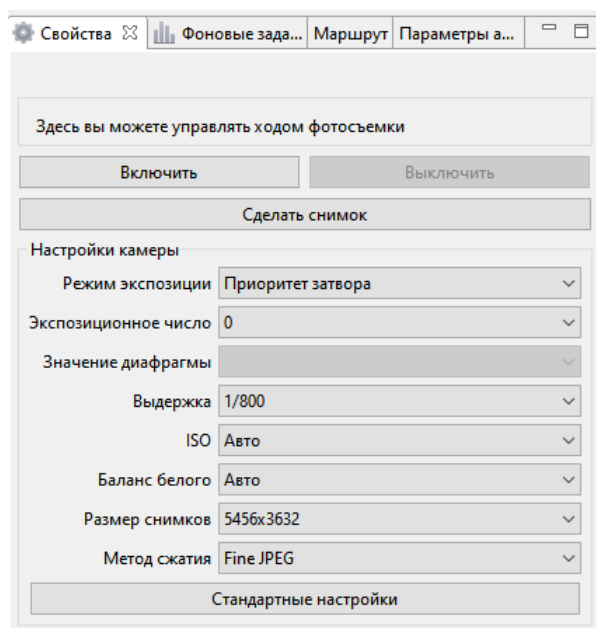 Свойства Фоновые зада... Маршрут Параметры а...
Здесь вы можете управлять ходом фотосъемки
Включить Выключить
Сделать снимок
Настройки камеры
Режим экспозиции Приоритет затвора
Экспозиционное число 0
Значение диафрагмы
Выдержка 1/800
ISO Авто
Баланс белого Авто
Размер снимков 5456x3632
Метод сжатия Fine JPEG
Стандартные настройки